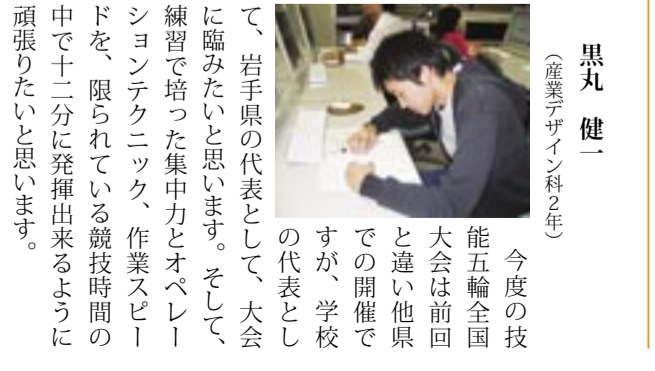 黒丸　健一
（産業デザイン科２年）
　今度の技
能五輪全国
大会は前回
と違い他県
での開催で
すが、学校
の代表とし
て、岩手県の代表として、大会
に臨みたいと思います。そして、
練習で培った集中力とオペレー
ションテクニック、作業スピー
ドを、限られている競技時間の
中で十二分に発揮出来るように
頑張りたいと思います。